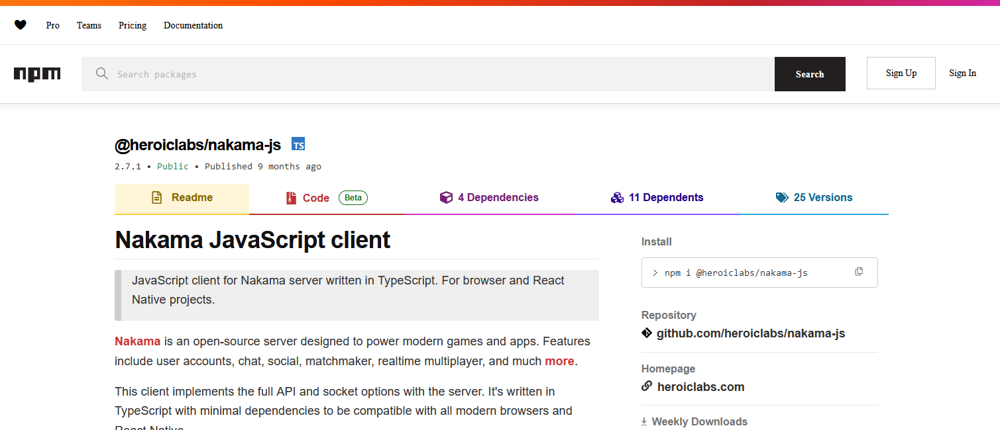 Pro Teams Pricing Documentation
npm
Search packages
Search
Sign Up
Sign In
@heroiclabs/nakama-js TS
2.7.1 • Public • Published 9 months ago
Readme
Code Beta
4 Dependencies
11 Dependents
25 Versions
Nakama JavaScript client
JavaScript client for Nakama server written in TypeScript. For browser and React
Native projects.
Nakama is an open-source server designed to power modern games and apps. Features
include user accounts, chat, social, matchmaker, realtime multiplayer, and much more.
This client implements the full API and socket options with the server. It's written in
TypeScript with minimal dependencies to be compatible with all modern browsers and
React Native.
Install
> npm i @heroiclabs/nakama-js
Repository
github.com/heroiclabs/nakama-js
Homepage
heroiclabs.com
Weekly Downloads